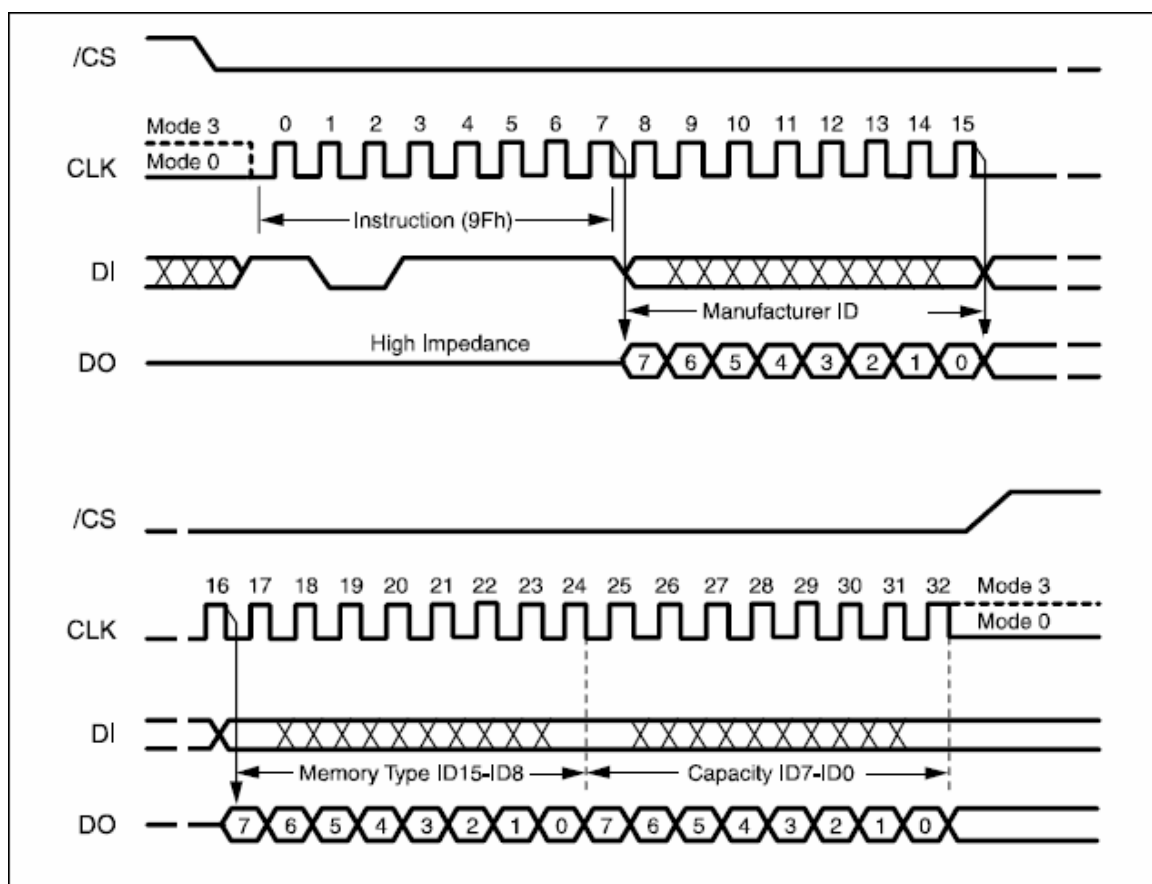 /CS
Mode 3
0 1 2 3 4 5 6 7 8 9 10 11 12 13 14 15
CLK
Mode 0
Instruction (9Fh)
DI
Manufacturer ID
High Impedance
DO
7 6 5 4 3 2 1 0
/CS
16 17 18 19 20 21 22 23 24 25 26 27 28 29 30 31 32
Mode 3
CLK
Mode 0
DI
Memory Type ID15-ID8
Capacity ID7-ID0
DO
7 6 5 4 3 2 1 0 7 6 5 4 3 2 1 0